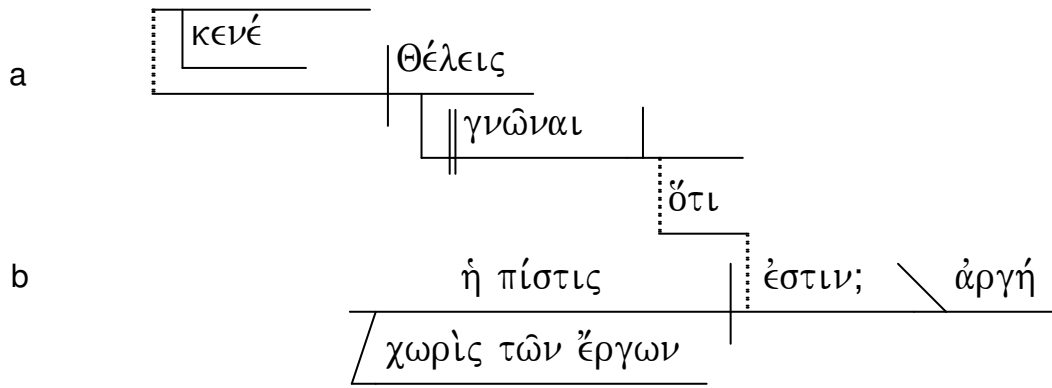 κενέ
a Θέλεις
γνῶναι
ὅτι
b ἡ πίστις ἐστιν; ἀργή
χωρὶς τῶν ἔργων